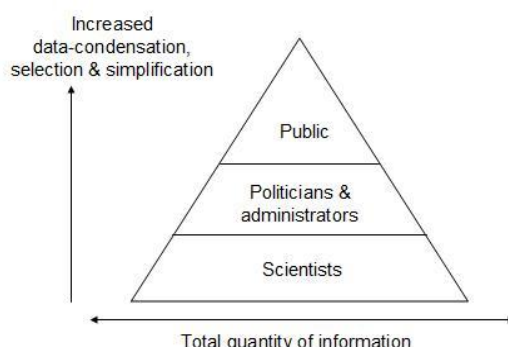 Increased
data-condensation,
selection & simplification
Public
Politicians &
administrators
Scientists
Total quantity of information